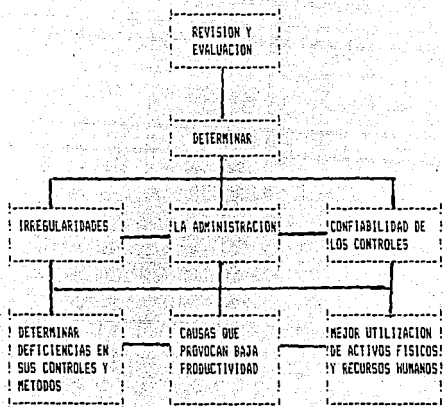 REVISION Y
EVALUACION
DETERMINAR
IRREGULARIDADES
LA ADMINISTRACION
CONFIABILIDAD DE
LOS CONTROLES
DETERMINAR
DEFICIENCIAS EN
SUS CONTROLES Y
METODOS
CAUSAS QUE
PROVOCAN BAJA
PRODUCTIVIDAD
MEJOR UTILIZACION
DE ACTIVOS FISICOS
Y RECURSOS HUMANOS